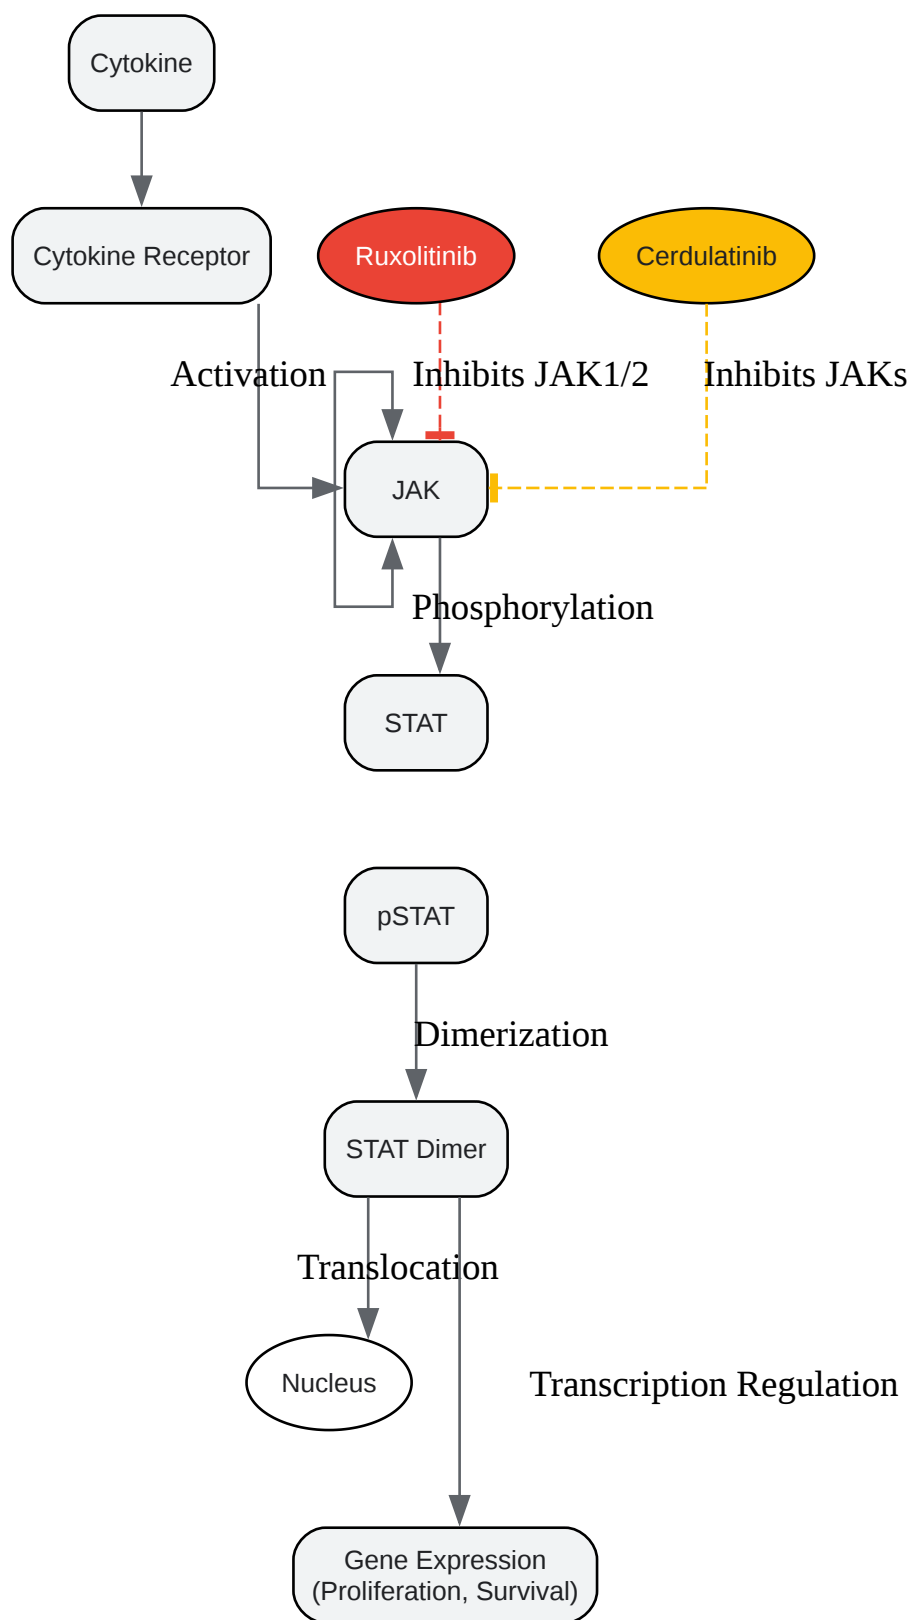 Cytokine
Cytokine Receptor
Ruxolitinib
Cerdulatinib
Activation
Inhibits JAK1/2
Inhibits JAKs
JAK
Phosphorylation
STAT
pSTAT
Dimerization
STAT Dimer
Translocation
Nucleus
Transcription Regulation
Gene Expression
(Proliferation, Survival)